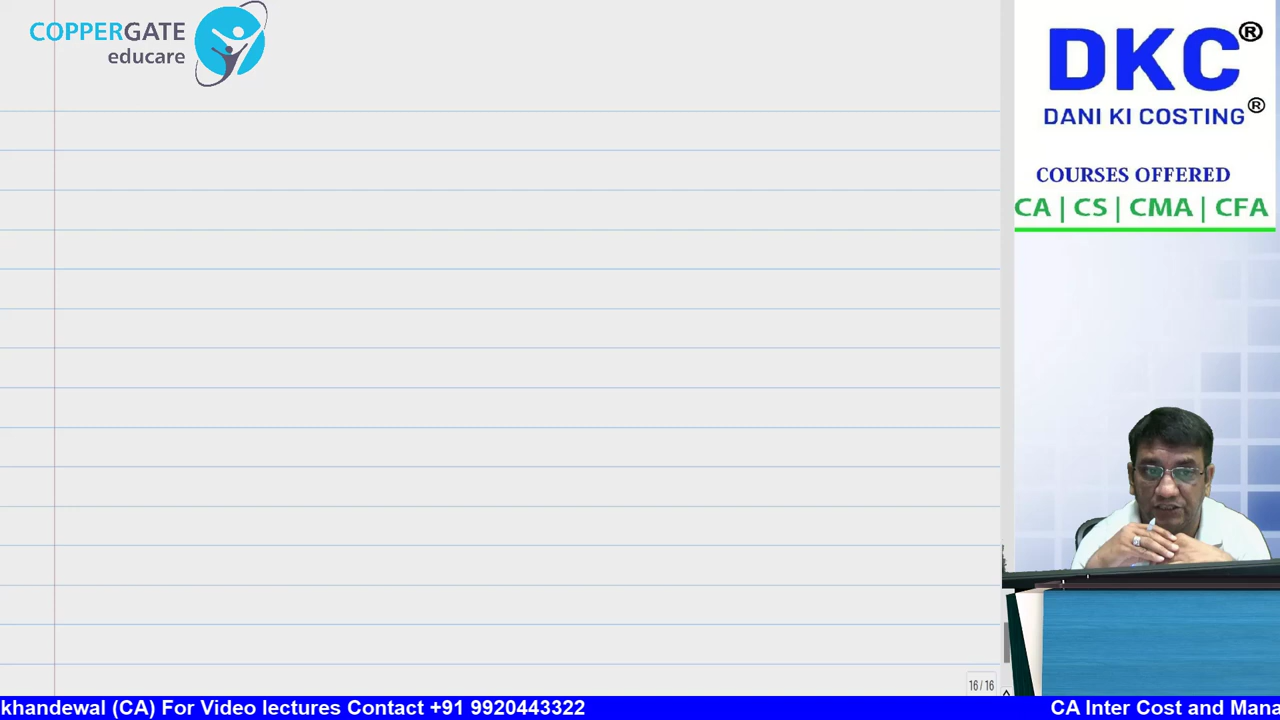 COPPERGATE
educare
DKC®
DANI KI COSTING®
COURSES OFFERED
CA | CS | CMA | CFA
16/16
khandewal (CA) For Video lectures Contact +91 9920443322
CA Inter Cost and Mana